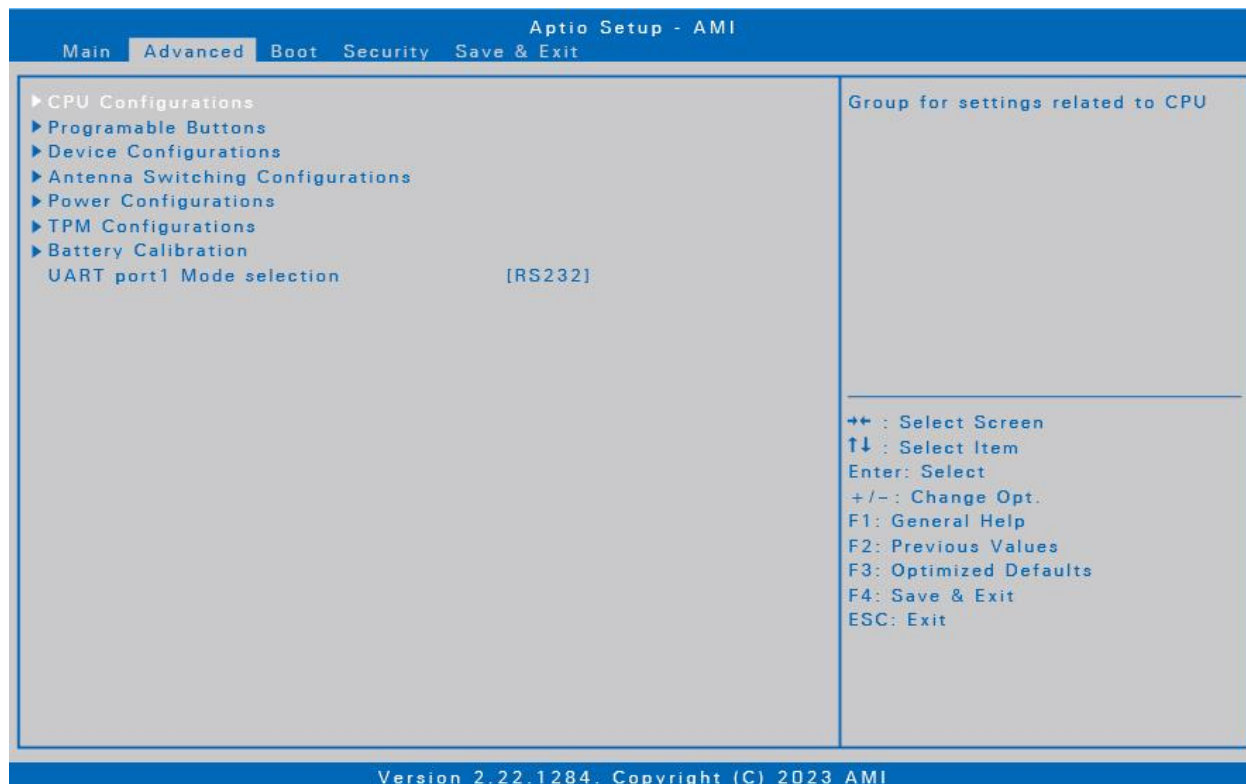 Aptio Setup - AMI
Main Advanced Boot Security Save & Exit
▶CPU Configurations
▶Programable Buttons
▶Device Configurations
▶Antenna Switching Configurations
▶Power Configurations
▶TPM Configurations
▶Battery Calibration
UART port1 Mode selection [RS232]
Group for settings related to CPU
→← : Select Screen
↑↓ : Select Item
Enter: Select
+/−: Change Opt.
F1: General Help
F2: Previous Values
F3: Optimized Defaults
F4: Save & Exit
ESC: Exit
Version 2.22.1284. Copyright (C) 2023 AMI